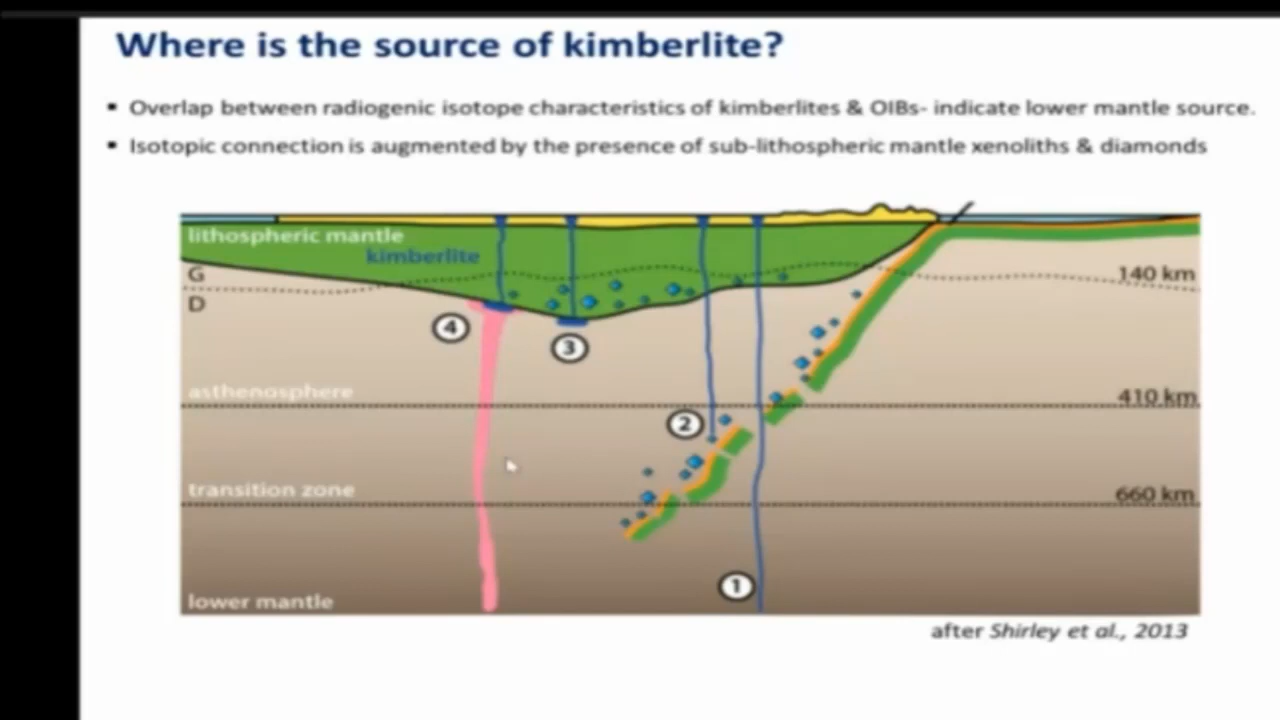 Where is the source of kimberlite?
▪ Overlap between radiogenic isotope characteristics of kimberlites & OIBs- indicate lower mantle source.
▪ Isotopic connection is augmented by the presence of sub-lithospheric mantle xenoliths & diamonds
lithospheric mantle
kimberlite
G
140 km
D
4
3
asthenosphere
410 km
2
transition zone
660 km
1
lower mantle
after Shirley et al., 2013